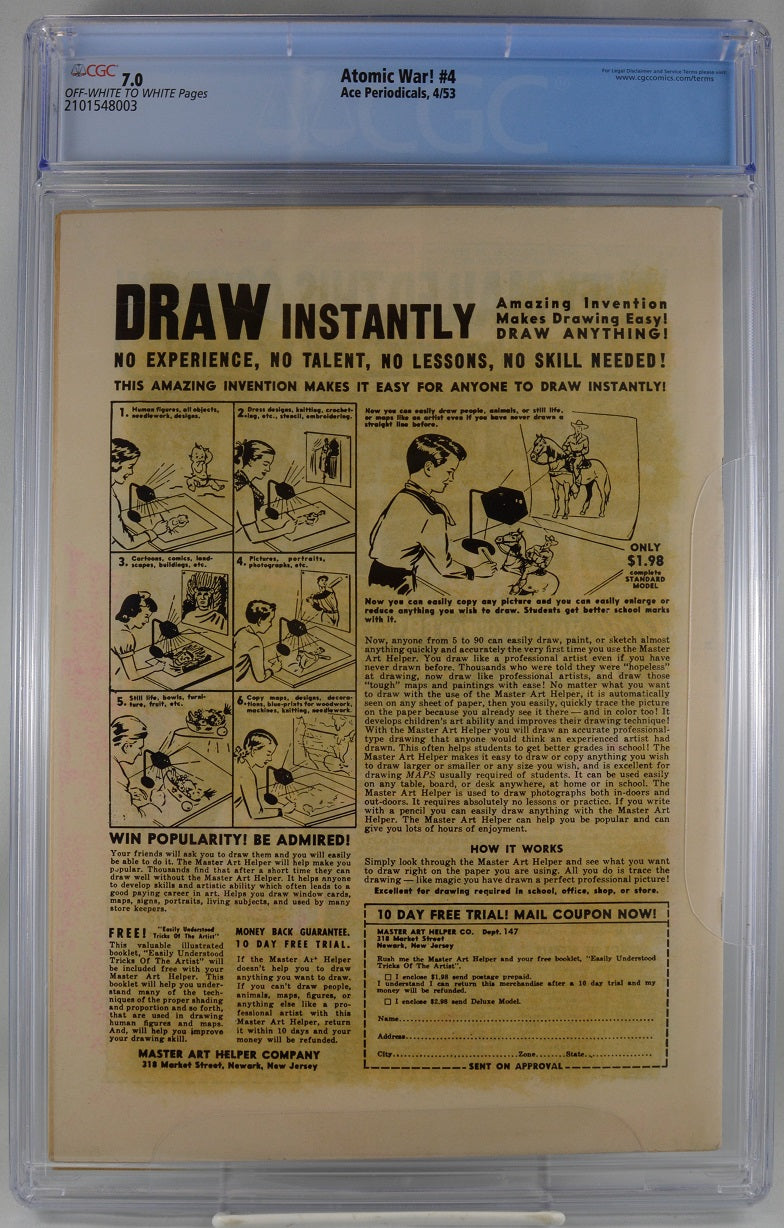 CGC 7.0
OFF-WHITE TO WHITE Pages
2101548003
Atomic War! #4
Ace Periodicals, 4/53
For Legal Disclaimer and Service Terms please visit
www.cgccomics.com/terms
CGC
DRAW INSTANTLY
Amazing Invention
Makes Drawing Easy!
DRAW ANYTHING!
NO EXPERIENCE, NO TALENT, NO LESSONS, NO SKILL NEEDED!
THIS AMAZING INVENTION MAKES IT EASY FOR ANYONE TO DRAW INSTANTLY!
1. Human figures, all objects,
needlework, designs.
2. Dress designs, knitting, crochet-
ing, etc., stencil, embroidering.
3. Cartoons, comics, land-
scapes, buildings, etc.
4. Pictures, portraits,
photographs, etc.
5. Still life, bowls, furni-
ture, fruit, etc.
6. Copy maps, designs, decora-
tions, blue-prints for woodwork,
machines, knitting, needlework.
Now you can easily draw people, animals, or still life,
or maps like an artist even if you have never drawn a
straight line before.
ONLY
$1.98
complete
STANDARD
MODEL
Now you can easily copy any picture and you can easily enlarge or
reduce anything you wish to draw. Students get better school marks
with it.
Now, anyone from 5 to 90 can easily draw, paint, or sketch almost
anything quickly and accurately the very first time you use the Master
Art Helper. You draw like a professional artist even if you have
never drawn before. Thousands who were told they were "hopeless"
at drawing, now draw like professional artists, and draw those
"tough" maps and paintings with ease! No matter what you want
to draw with the use of the Master Art Helper, it is automatically
seen on any sheet of paper, then you easily, quickly trace the picture
on the paper because you already see it there — and in color too! It
develops children's art ability and improves their drawing technique!
With the Master Art Helper you will draw an accurate professional-
type drawing that anyone would think an experienced artist had
drawn. This often helps students to get better grades in school! The
Master Art Helper makes it easy to draw or copy anything you wish
to draw larger or smaller or any size you wish, and is excellent for
drawing MAPS usually required of students. It can be used easily
on any table, board, or desk anywhere, at home or in school. The
Master Art Helper is used to draw photographs both in-doors and
out-doors. It requires absolutely no lessons or practice. If you write
with a pencil you can easily draw anything with the Master Art
Helper. The Master Art Helper can help you be popular and can
give you lots of hours of enjoyment.
HOW IT WORKS
Simply look through the Master Art Helper and see what you want
to draw right on the paper you are using. All you do is trace the
drawing — like magic you have drawn a perfect professional picture!
Excellent for drawing required in school, office, shop, or store.
WIN POPULARITY! BE ADMIRED!
Your friends will ask you to draw them and you will easily
be able to do it. The Master Art Helper will help make you
popular. Thousands find that after a short time they can
draw well without the Master Art Helper. It helps anyone
to develop skills and artistic ability which often leads to a
good paying career in art. Helps you draw window cards,
maps, signs, portraits, living subjects, and used by many
store keepers.
FREE! "Easily Understood
Tricks Of The Artist"
This valuable illustrated
booklet, "Easily Understood
Tricks Of The Artist" will
be included free with your
Master Art Helper. This
booklet will help you under-
stand many of the tech-
niques of the proper shading
and proportion and so forth,
that are used in drawing
human figures and maps.
And, will help you improve
your drawing skill.
MONEY BACK GUARANTEE.
10 DAY FREE TRIAL.
If the Master Art Helper
doesn't help you to draw
anything you want to draw.
If you can't draw people,
animals, maps, figures, or
anything else like a pro-
fessional artist with this
Master Art Helper, return
it within 10 days and your
money will be refunded.
MASTER ART HELPER COMPANY
318 Market Street, Newark, New Jersey
10 DAY FREE TRIAL! MAIL COUPON NOW!
MASTER ART HELPER CO. Dept. 147
318 Market Street
Newark, New Jersey
Rush me the Master Art Helper and your free booklet, "Easily Understood
Tricks Of The Artist".
☐ I enclose $1.98 send postage prepaid.
I understand I can return this merchandise after a 10 day trial and my
money will be refunded.
☐ I enclose $2.98 send Deluxe Model.
Name
Address
City Zone State
SENT ON APPROVAL